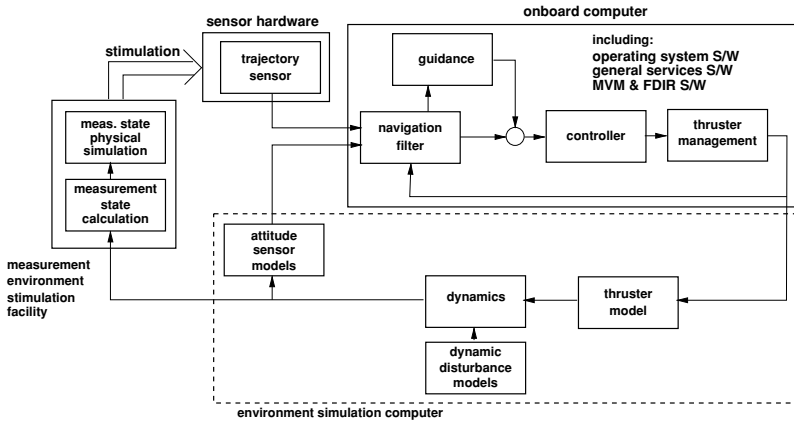 onboard computer
sensor hardware
stimulation
trajectory
sensor
guidance
including:
operating system S/W
general services S/W
MVM & FDIR S/W
meas. state
physical
simulation
navigation
filter
controller
thruster
management
measurement
state
calculation
attitude
sensor
models
measurement
environment
stimulation
facility
dynamics
thruster
model
dynamic
disturbance
models
environment simulation computer